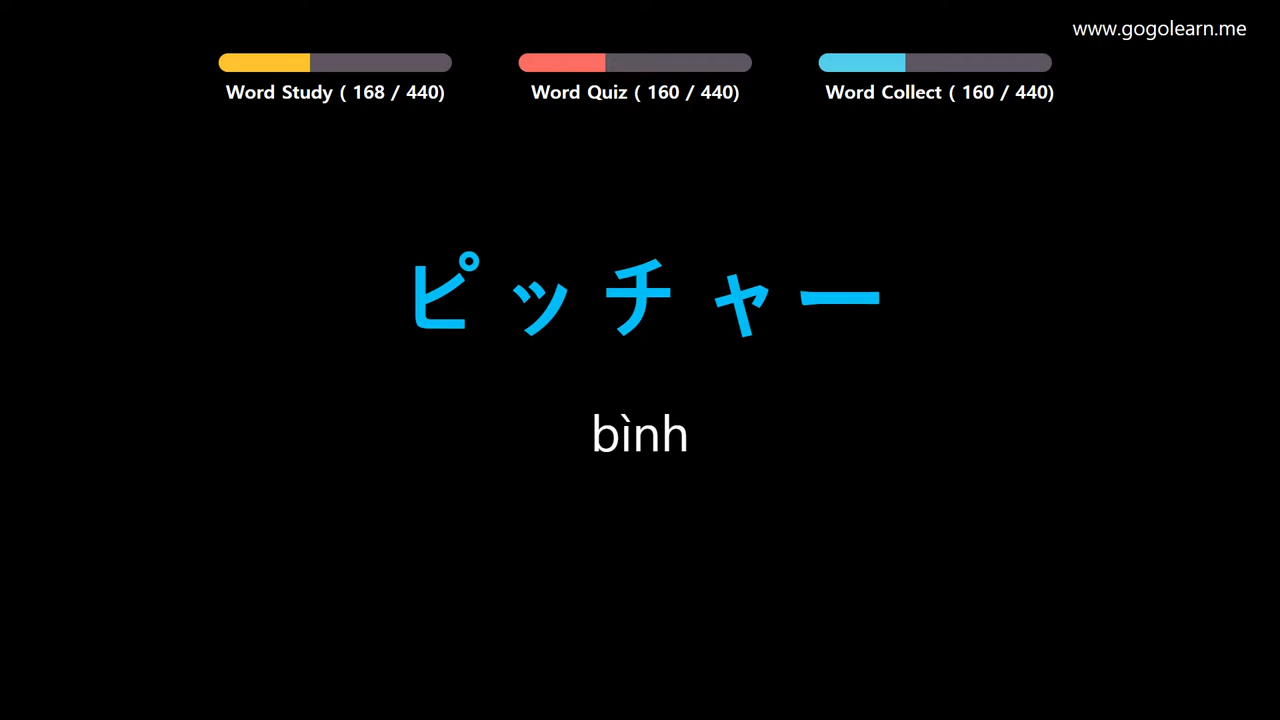 www.gogolearn.me
Word Study ( 168 / 440)
Word Quiz ( 160 / 440)
Word Collect ( 160 / 440)
ピッチャー
bình